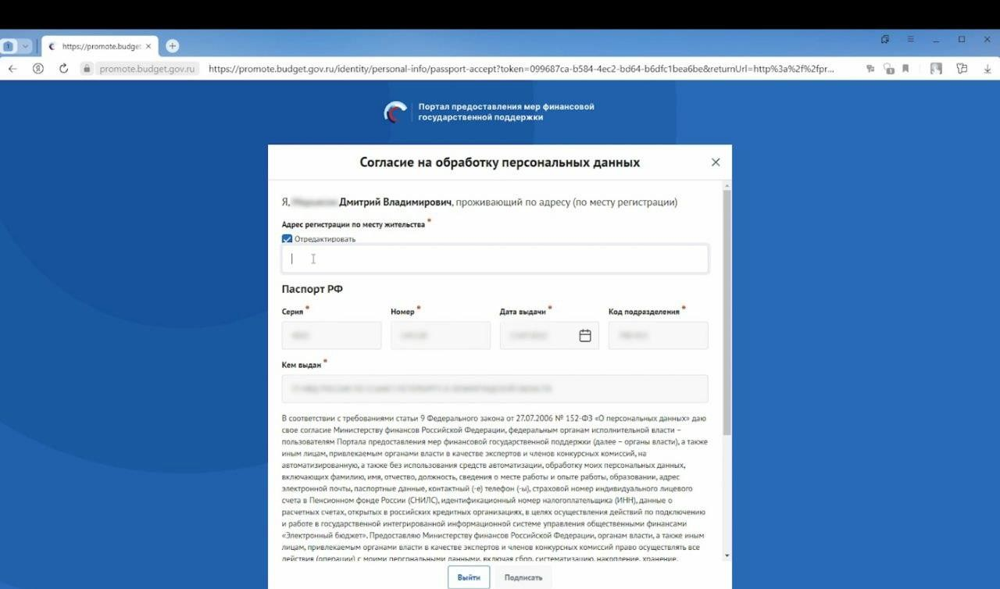 1
https://promote.budget
promote.budget.gov.ru https://promote.budget.gov.ru/identity/personal-info/passport-accept?token=099687ca-b584-4ec2-bd64-b6dfc1bea6be&returnUrl=http%3a%2f%2fpr...
Портал предоставления мер финансовой
государственной поддержки
Согласие на обработку персональных данных
Я, Дмитрий Владимирович, проживающий по адресу (по месту регистрации)
Адрес регистрации по месту жительства *
Отредактировать
Паспорт РФ
Серия * Номер * Дата выдачи * Код подразделения *
Кем выдан *
В соответствии с требованиями статьи 9 Федерального закона от 27.07.2006 № 152-ФЗ «О персональных данных» даю
свое согласие Министерству финансов Российской Федерации, федеральным органам исполнительной власти –
пользователям Портала предоставления мер финансовой государственной поддержки (далее – органы власти), а также
иным лицам, привлекаемым органами власти в качестве экспертов и членов конкурсных комиссий, на
автоматизированную, а также без использования средств автоматизации, обработку моих персональных данных,
включающих фамилию, имя, отчество, должность, сведения о месте работы и опыте работы, образовании, адрес
электронной почты, паспортные данные, контактный (-е) телефон (-ы), страховой номер индивидуального лицевого
счета в Пенсионном фонде России (СНИЛС), идентификационный номер налогоплательщика (ИНН), данные о
расчетных счетах, открытых в российских кредитных организациях, в целях осуществления действий по подключению
и работе в государственной интегрированной информационной системе управления общественными финансами
«Электронный бюджет». Предоставляю Министерству финансов Российской Федерации, органам власти, а также иным
лицам, привлекаемым органами власти в качестве экспертов и членов конкурсных комиссий право осуществлять все
действия (операции) с моими персональными данными, включая сбор, систематизацию, накопление, хранение,
Выйти Подписать